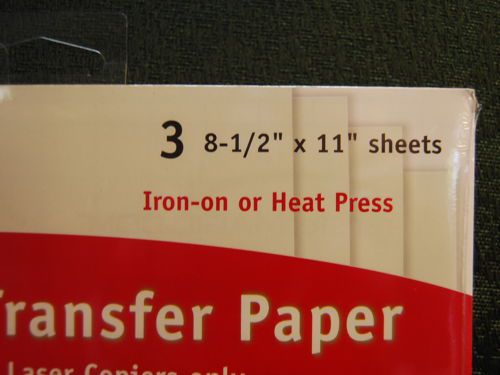 3 8-1/2" x 11" sheets
Iron-on or Heat Press
Transfer Paper
Laser Copiers only